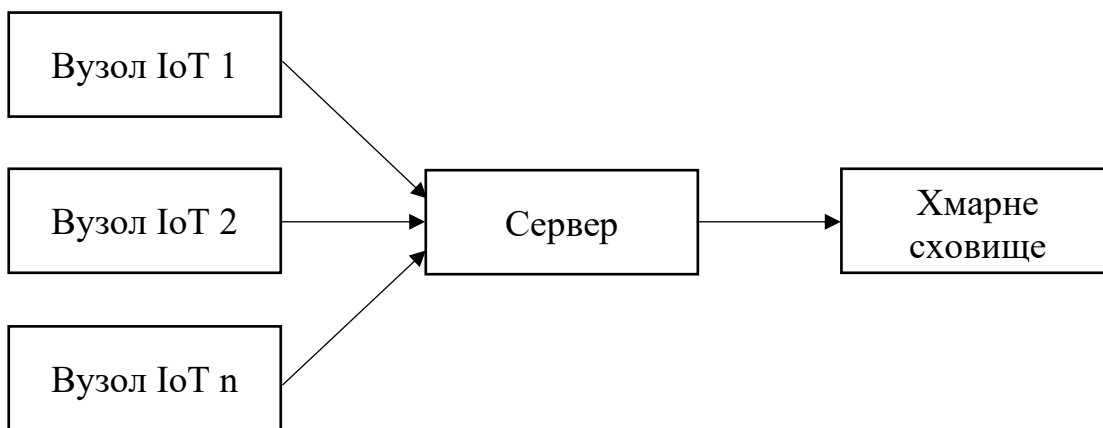 Вузол IoT 1
Вузол IoT 2
Вузол IoT n
Сервер
Хмарне
сховище